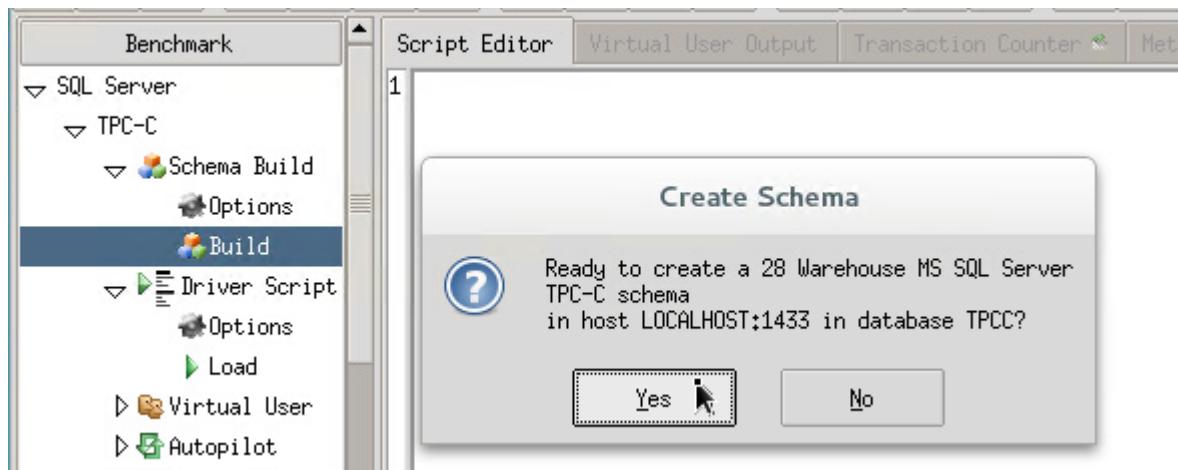 Benchmark
SQL Server
TPC-C
Schema Build
Options
Build
Driver Script
Options
Load
Virtual User
Autopilot
Script Editor
Virtual User Output
Transaction Counter
Met
1
Create Schema
Ready to create a 28 Warehouse MS SQL Server
TPC-C schema
in host LOCALHOST:1433 in database TPCC?
Yes
No